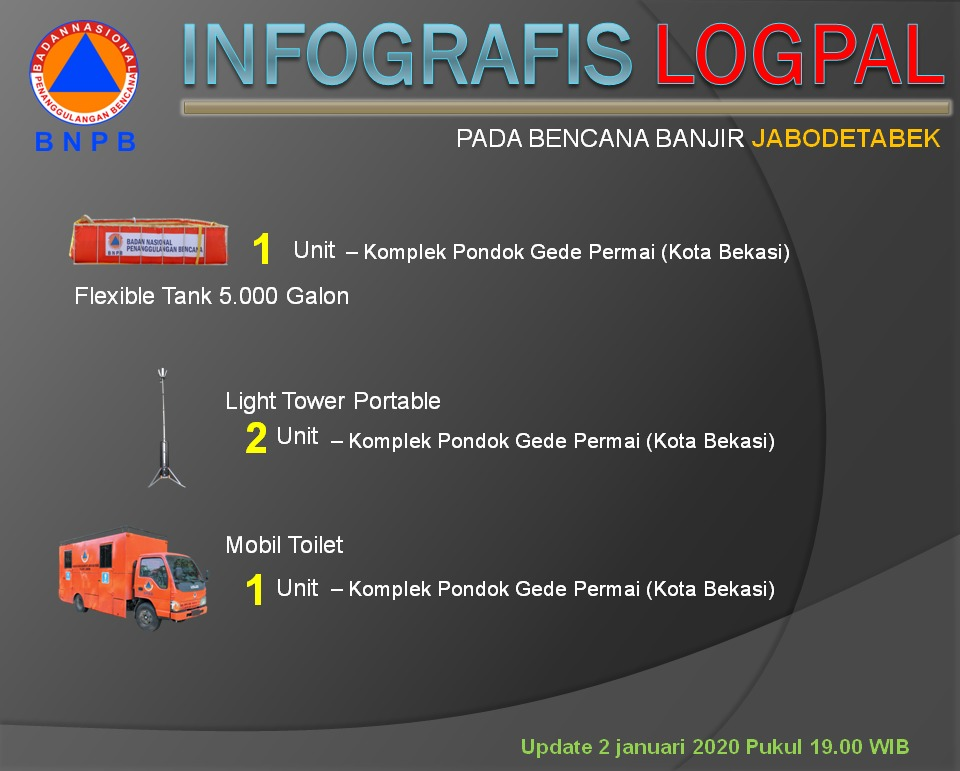 BADAN NASIONAL
PENANGGULANGAN BENCANA
BNPB
INFOGRAFIS LOGPAL
PADA BENCANA BANJIR JABODETABEK
BADAN NASIONAL
PENANGGULANGAN BENCANA
BNPB
1 Unit – Komplek Pondok Gede Permai (Kota Bekasi)
Flexible Tank 5.000 Galon
Light Tower Portable
2 Unit – Komplek Pondok Gede Permai (Kota Bekasi)
Mobil Toilet
1 Unit – Komplek Pondok Gede Permai (Kota Bekasi)
Update 2 januari 2020 Pukul 19.00 WIB